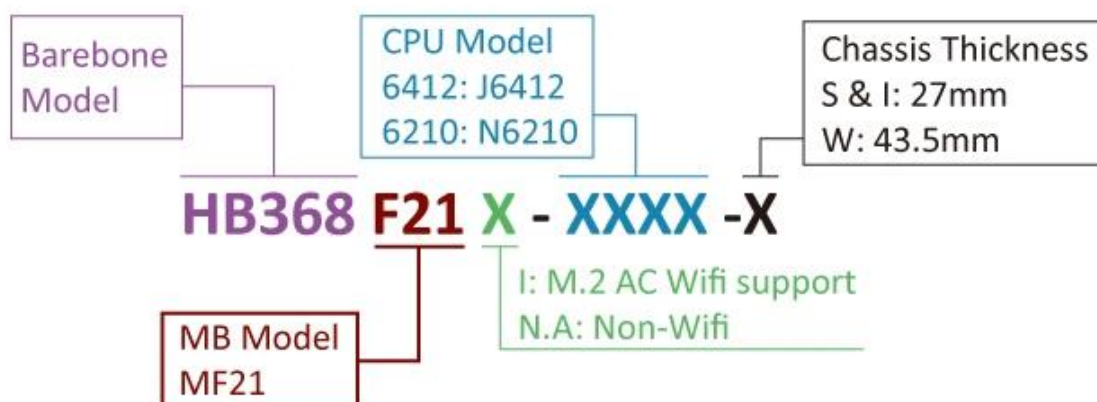 Barebone
Model
CPU Model
6412: J6412
6210: N6210
Chassis Thickness
S & I: 27mm
W: 43.5mm
HB368 F21 X - XXXX -X
I: M.2 AC Wifi support
N.A: Non-Wifi
MB Model
MF21